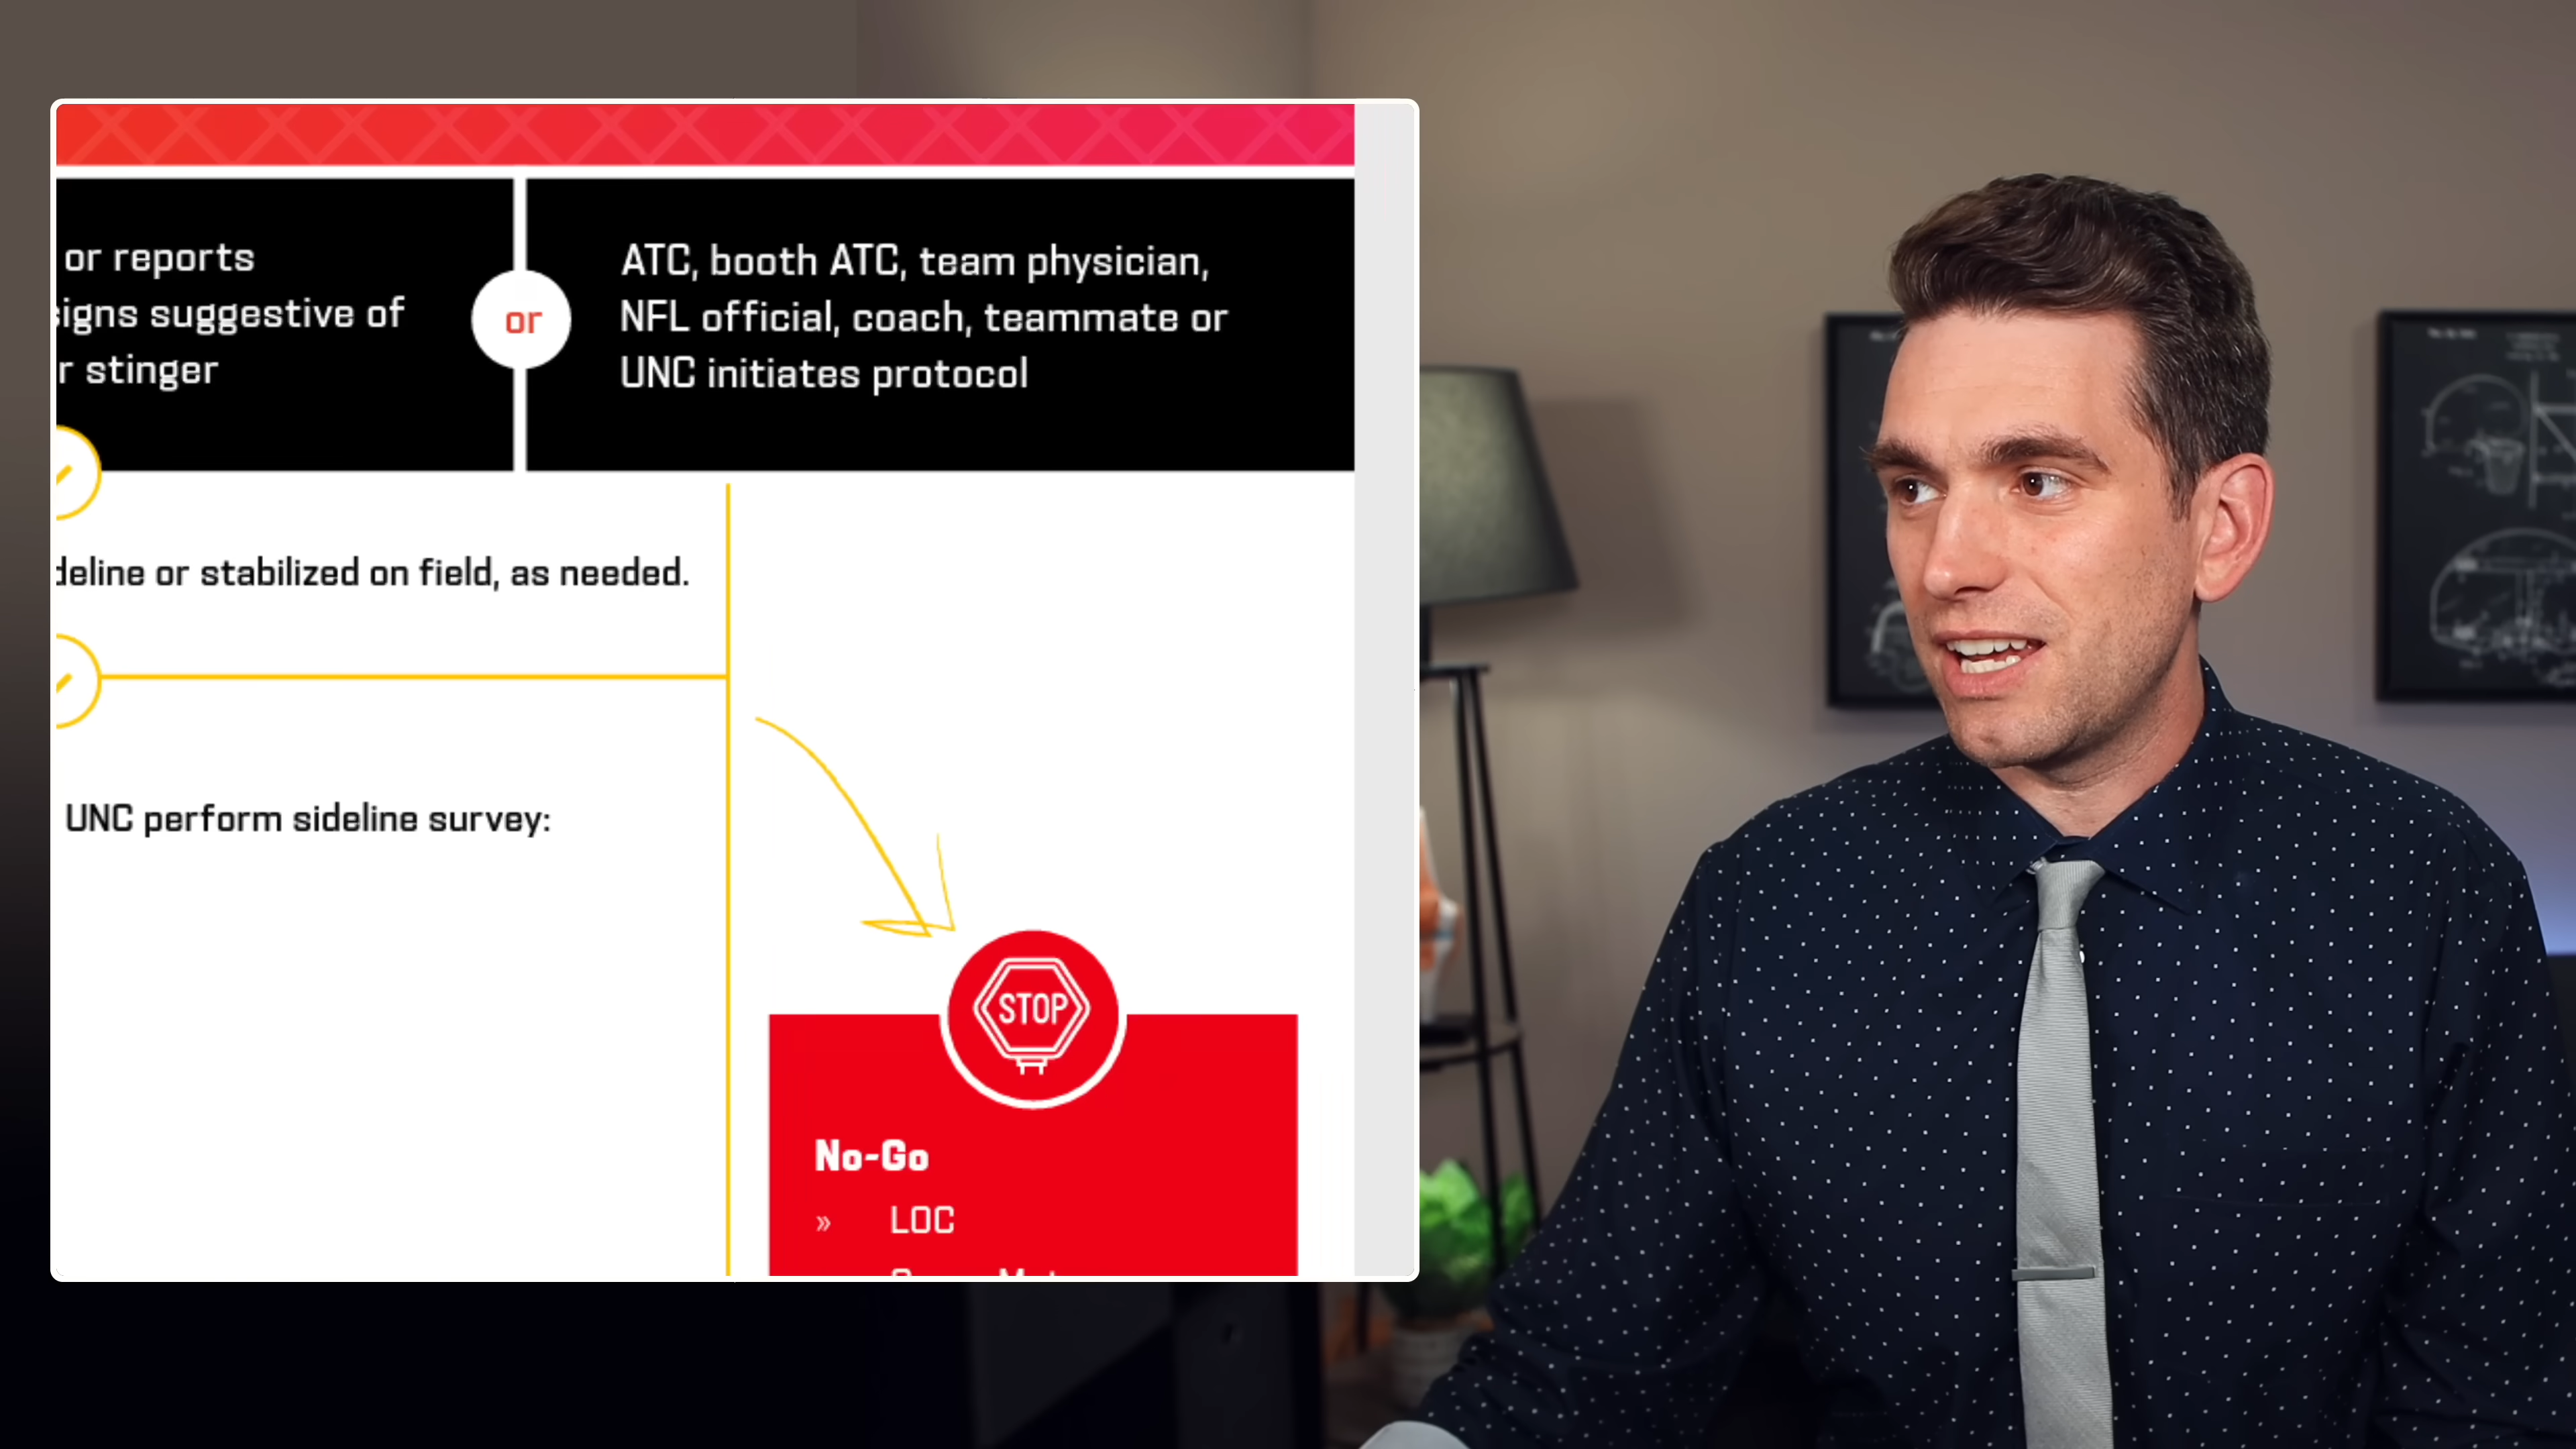 or reports
signs suggestive of
r stinger
or
ATC, booth ATC, team physician,
NFL official, coach, teammate or
UNC initiates protocol
deline or stabilized on field, as needed.
UNC perform sideline survey:
STOP
No-Go
» LOC